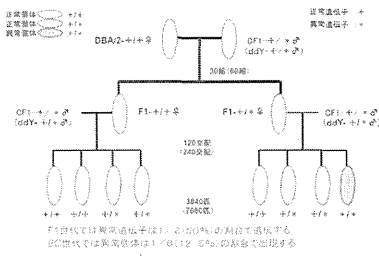 正常個体 +/+
正常個体 +/*
異常個体 */*
正常遺伝子 : +
異常遺伝子 : *
DBA/2-+/+♀
CF1-+/*♂
(ddY-+/*♂)
30組(60組)
CF1-+/*♂
(ddY-+/*♂)
F1-+/+♀
F1-+/*♀
CF1-+/*♂
(ddY-+/*♂)
120交配
(240交配)
3840匹
(7680匹)
+/+ +/+ +/* +/*
+/+ +/* +/* */*
F1世代では異常遺伝子は1/2(50%)の割合で遺伝する
BC世代では異常個体は1/8(12.5%)の割合で出現する